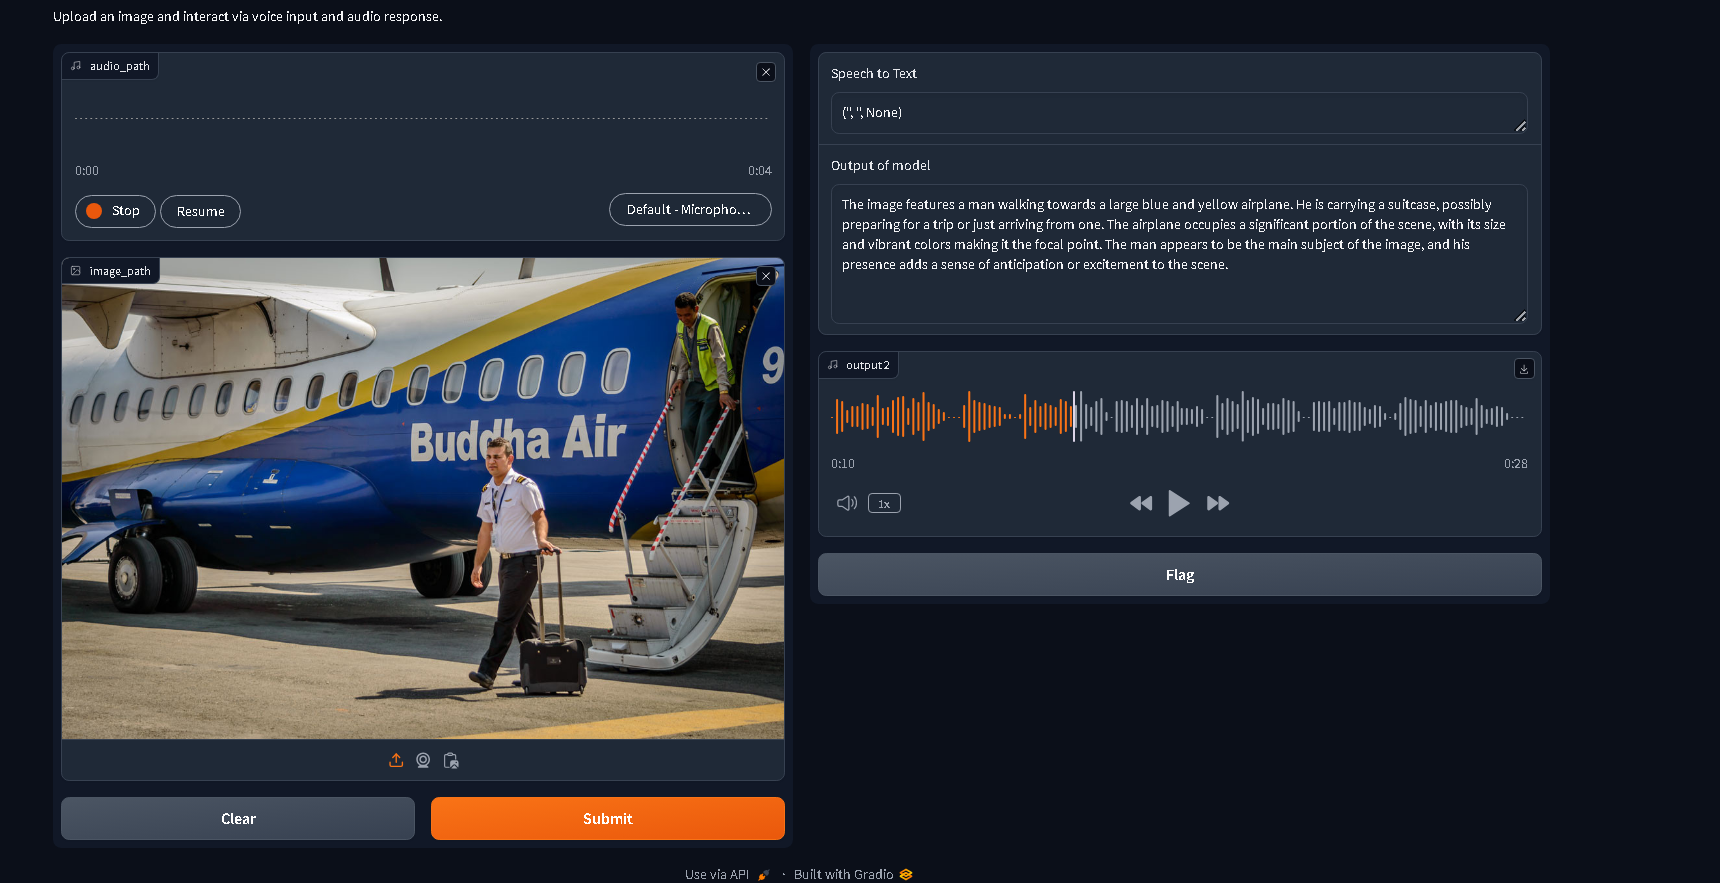 Upload an image and interact via voice input and audio response.
audio_path
0:00
0:04
Stop
Resume
Default - Micropho...
image_path
Buddha Air
9
Clear
Submit
Speech to Text
('', '', None)
Output of model
The image features a man walking towards a large blue and yellow airplane. He is carrying a suitcase, possibly
preparing for a trip or just arriving from one. The airplane occupies a significant portion of the scene, with its size
and vibrant colors making it the focal point. The man appears to be the main subject of the image, and his
presence adds a sense of anticipation or excitement to the scene.
output 2
0:10
0:28
1x
Flag
Use via API
·
Built with Gradio